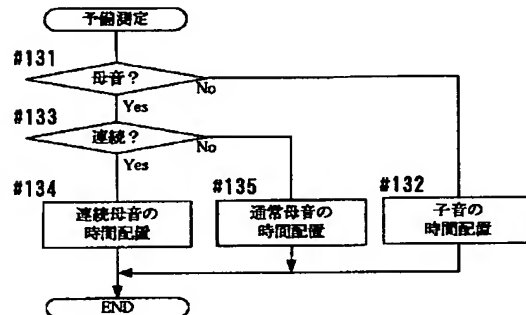 予備測定
#131
母音?
No
Yes
#133
連続?
No
Yes
#134
連続母音の
時間配置
#135
通常母音の
時間配置
#132
子音の
時間配置
END